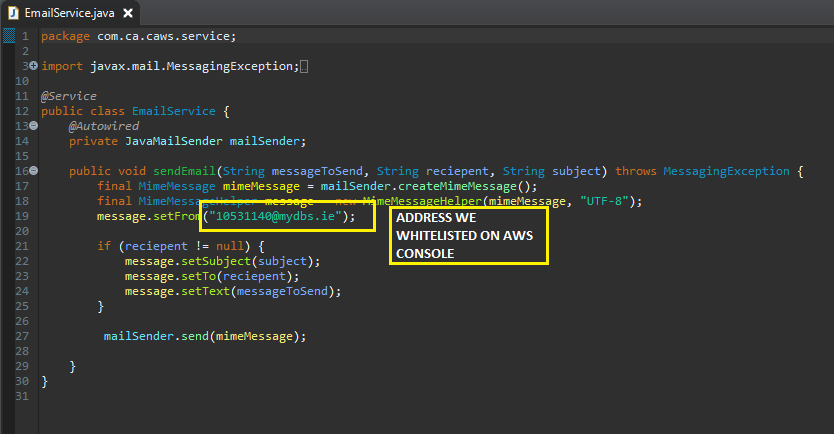 EmailService.java
1 package com.ca.caws.service;
2
3 import javax.mail.MessagingException;
10
11 @Service
12 public class EmailService {
13 @Autowired
14 private JavaMailSender mailSender;
15
16 public void sendEmail(String messageToSend, String reciepent, String subject) throws MessagingException {
17 final MimeMessage mimeMessage = mailSender.createMimeMessage();
18 final MimeMessageHelper message = new MimeMessageHelper(mimeMessage, "UTF-8");
19 message.setFrom("10531140@mydbs.ie");
20
21 if (reciepent != null) {
22 message.setSubject(subject);
23 message.setTo(reciepent);
24 message.setText(messageToSend);
25 }
26
27 mailSender.send(mimeMessage);
28
29 }
30 }
31
ADDRESS WE
WHITELISTED ON AWS
CONSOLE